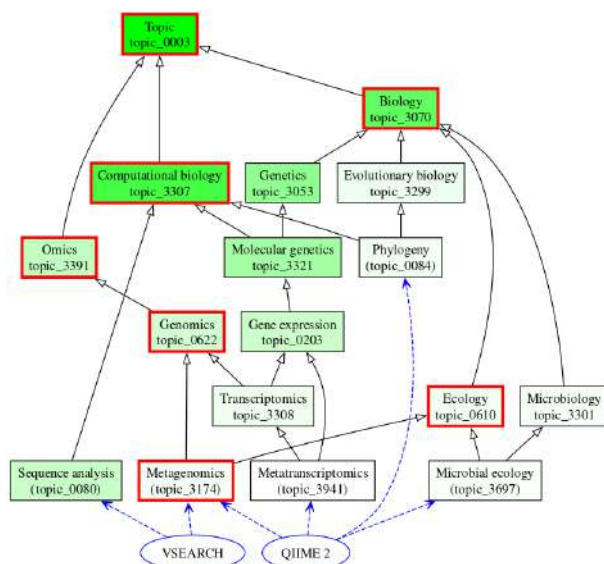 Topic
topic_0003
Biology
topic_3070
Computational biology
topic_3307
Genetics
topic_3053
Evolutionary biology
topic_3299
Omics
topic_3391
Molecular genetics
topic_3321
Phylogeny
(topic_0084)
Genomics
topic_0622
Gene expression
topic_0203
Transcriptomics
topic_3308
Ecology
topic_0610
Microbiology
topic_3301
Sequence analysis
(topic_0080)
Metagenomics
(topic_3174)
Metatranscriptomics
(topic_3941)
Microbial ecology
(topic_3697)
VSEARCH
QIIME 2